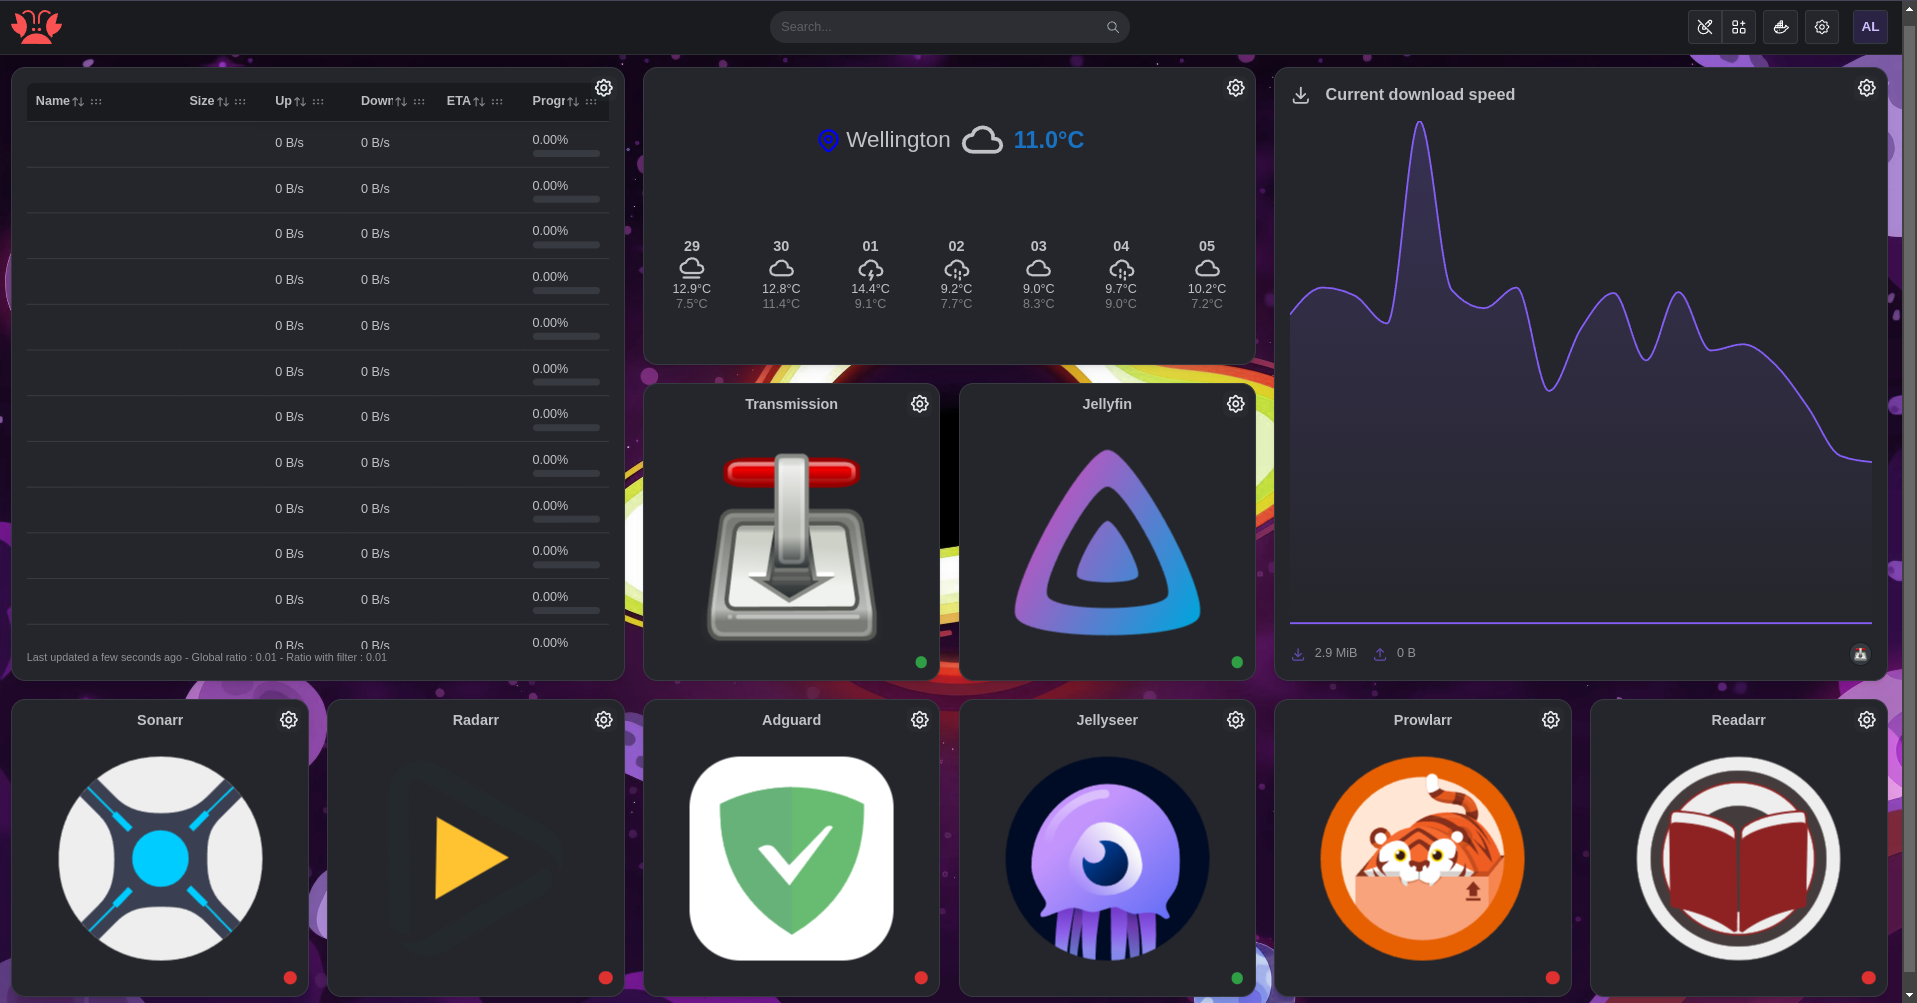 Search...
AL
Name Size Up Down ETA Progr
0 B/s 0 B/s 0.00%
0 B/s 0 B/s 0.00%
0 B/s 0 B/s 0.00%
0 B/s 0 B/s 0.00%
0 B/s 0 B/s 0.00%
0 B/s 0 B/s 0.00%
0 B/s 0 B/s 0.00%
0 B/s 0 B/s 0.00%
0 B/s 0 B/s 0.00%
0 B/s 0 B/s 0.00%
0 B/s 0 B/s 0.00%
0 B/s 0 B/s 0.00%
Last updated a few seconds ago - Global ratio : 0.01 - Ratio with filter : 0.01
Wellington 11.0°C
29 30 01 02 03 04 05
12.9°C 12.8°C 14.4°C 9.2°C 9.0°C 9.7°C 10.2°C
7.5°C 11.4°C 9.1°C 7.7°C 8.3°C 9.0°C 7.2°C
Current download speed
2.9 MiB 0 B
Transmission
Jellyfin
Sonarr
Radarr
Adguard
Jellyseer
Prowlarr
Readarr